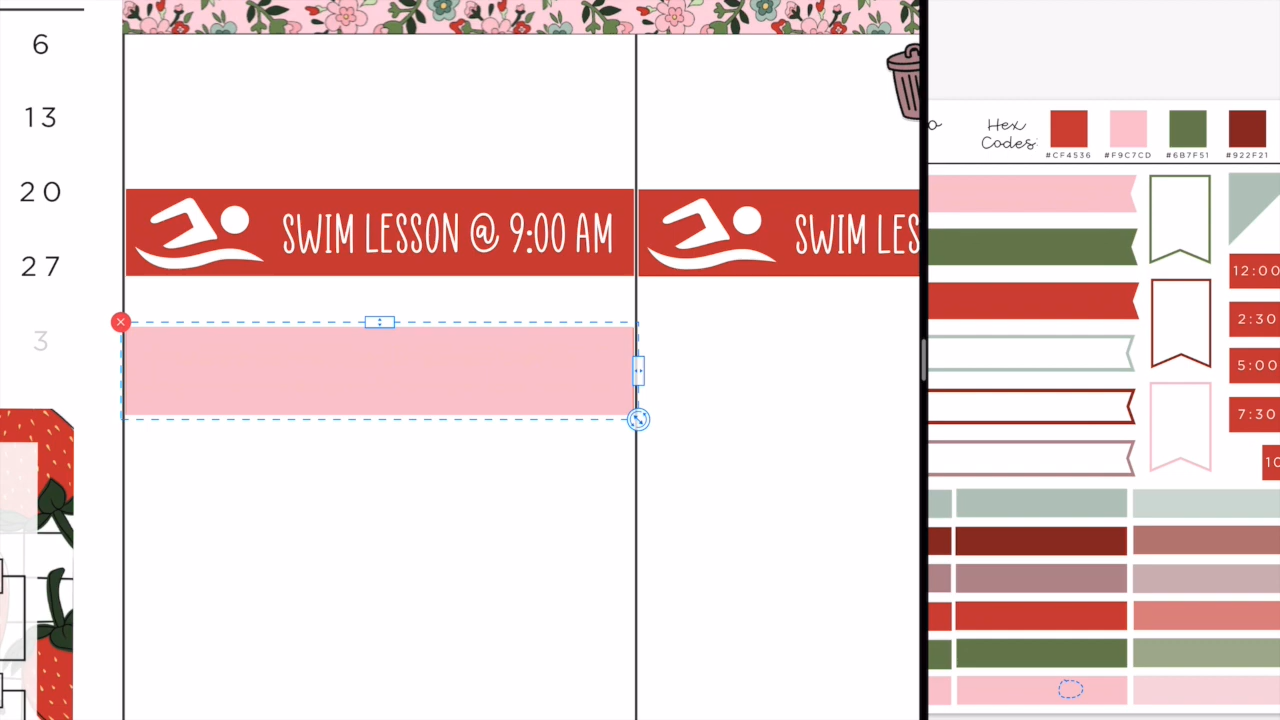 6
13
20
27
3
SWIM LESSON @ 9:00 AM
SWIM LES
Hex
Codes:
#CF4536 #F9C7CD #6B7F51 #922F21
12:00
2:30
5:00
7:30
10